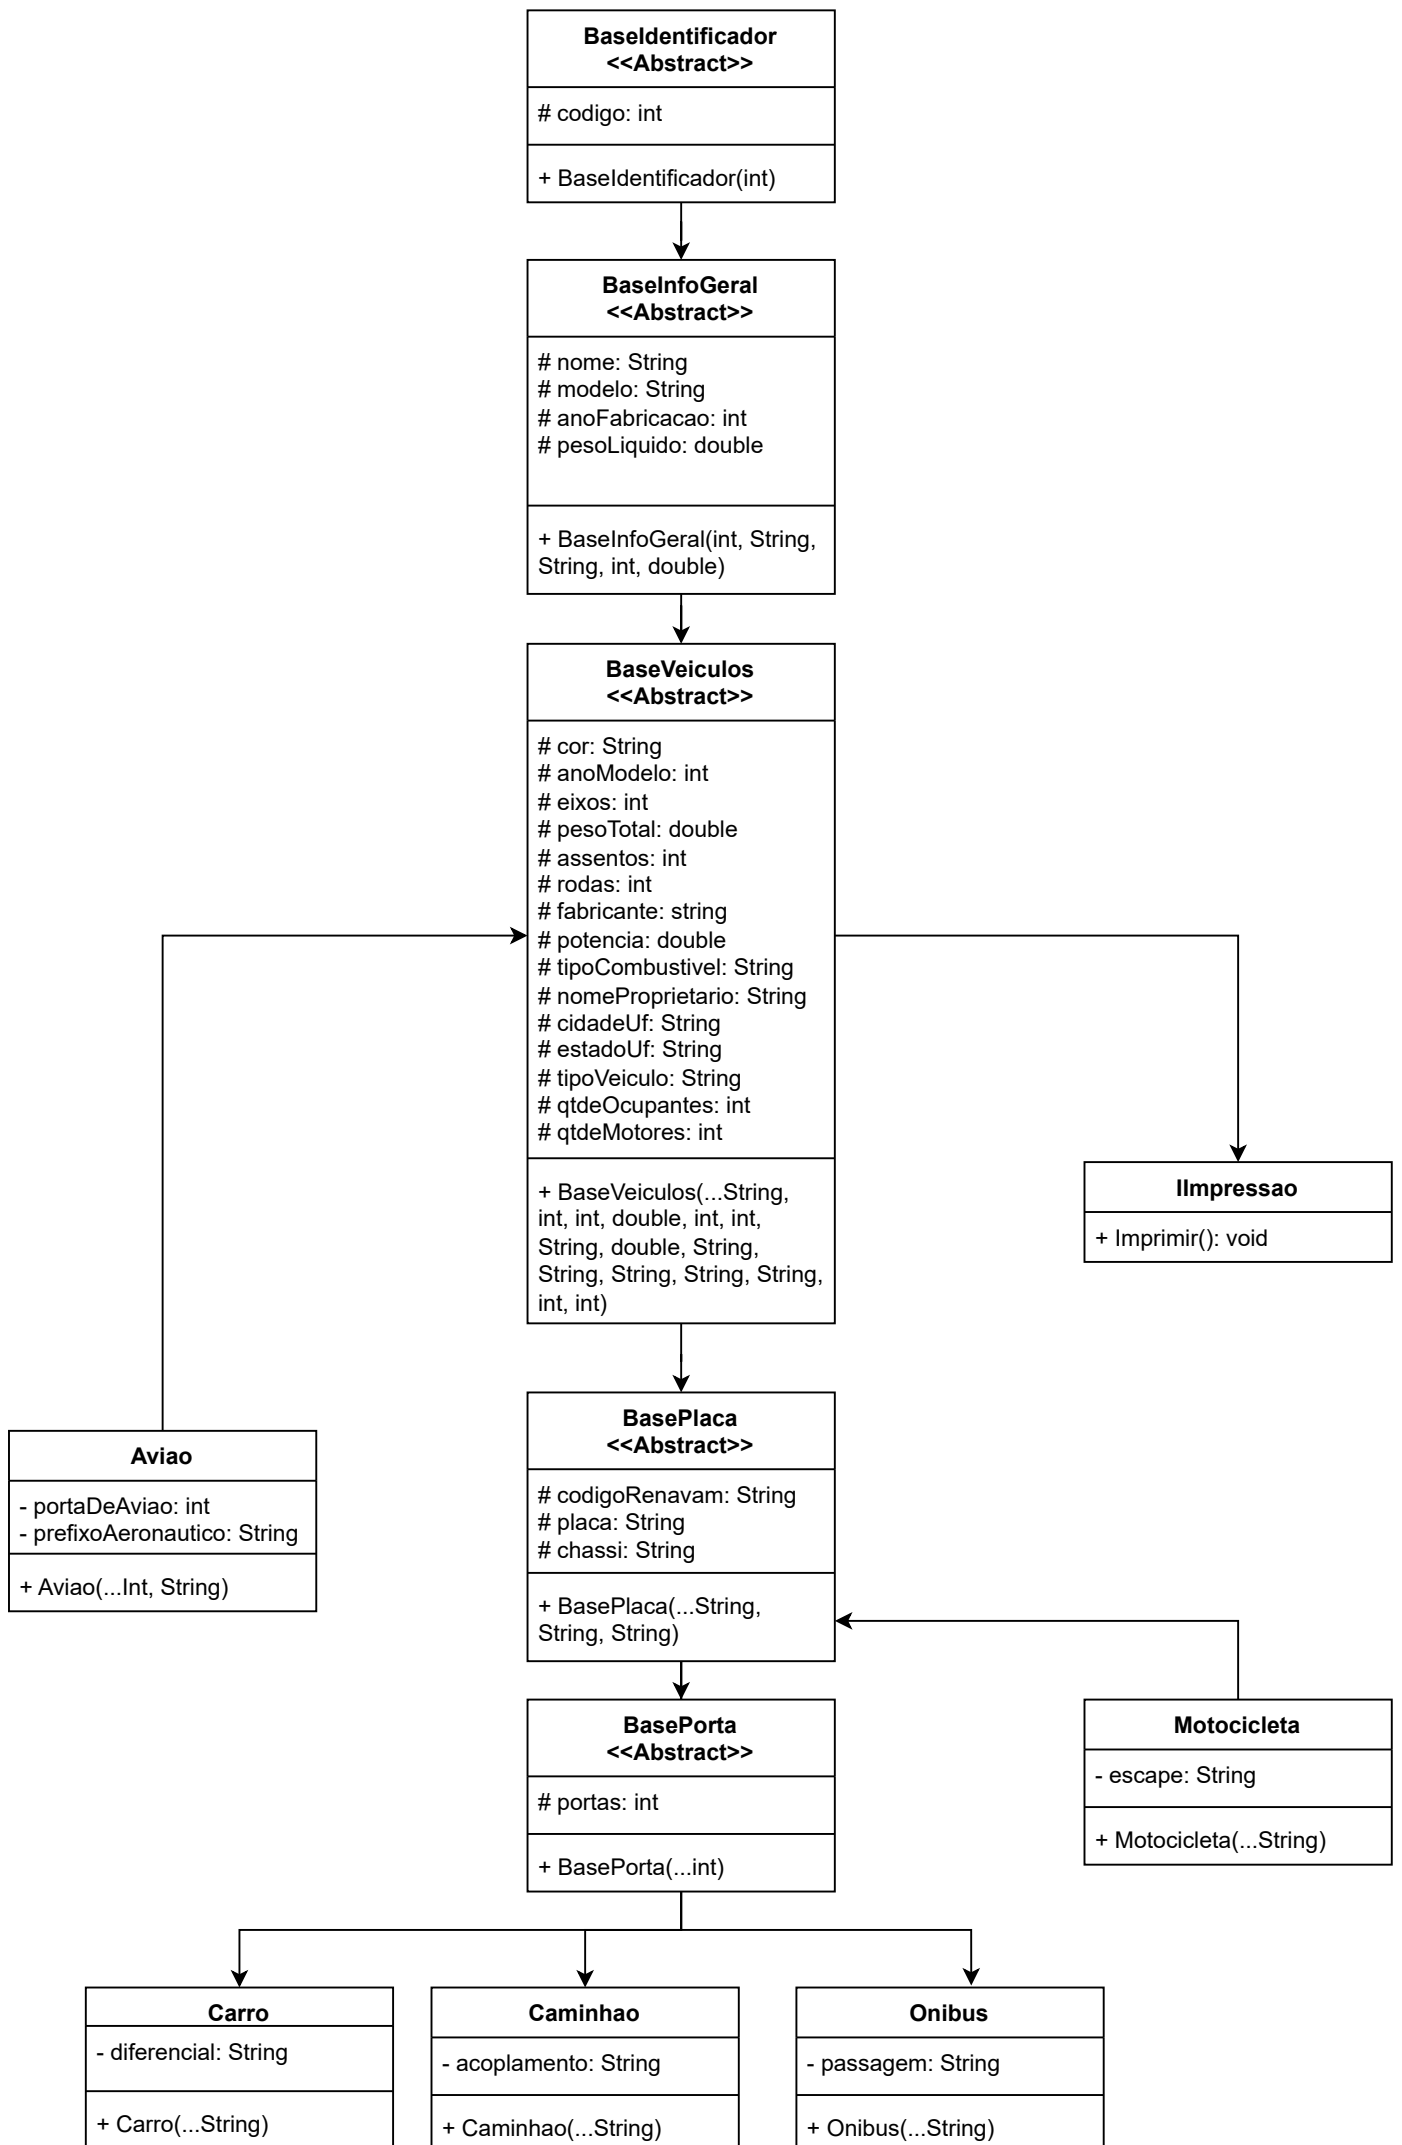 BaseIdentificador
<<Abstract>>
# codigo: int
+ BaseIdentificador(int)
BaseInfoGeral
<<Abstract>>
# nome: String
# modelo: String
# anoFabricacao: int
# pesoLiquido: double
+ BaseInfoGeral(int, String,
String, int, double)
BaseVeiculos
<<Abstract>>
# cor: String
# anoModelo: int
# eixos: int
# pesoTotal: double
# assentos: int
# rodas: int
# fabricante: string
# potencia: double
# tipoCombustivel: String
# nomeProprietario: String
# cidadeUf: String
# estadoUf: String
# tipoVeiculo: String
# qtdeOcupantes: int
# qtdeMotores: int
+ BaseVeiculos(...String,
int, int, double, int, int,
String, double, String,
String, String, String, String,
int, int)
IImpressao
+ Imprimir(): void
Aviao
- portaDeAviao: int
- prefixoAeronautico: String
+ Aviao(...Int, String)
BasePlaca
<<Abstract>>
# codigoRenavam: String
# placa: String
# chassi: String
+ BasePlaca(...String,
String, String)
BasePorta
<<Abstract>>
# portas: int
+ BasePorta(...int)
Motocicleta
- escape: String
+ Motocicleta(...String)
Carro
- diferencial: String
+ Carro(...String)
Caminhao
- acoplamento: String
+ Caminhao(...String)
Onibus
- passagem: String
+ Onibus(...String)